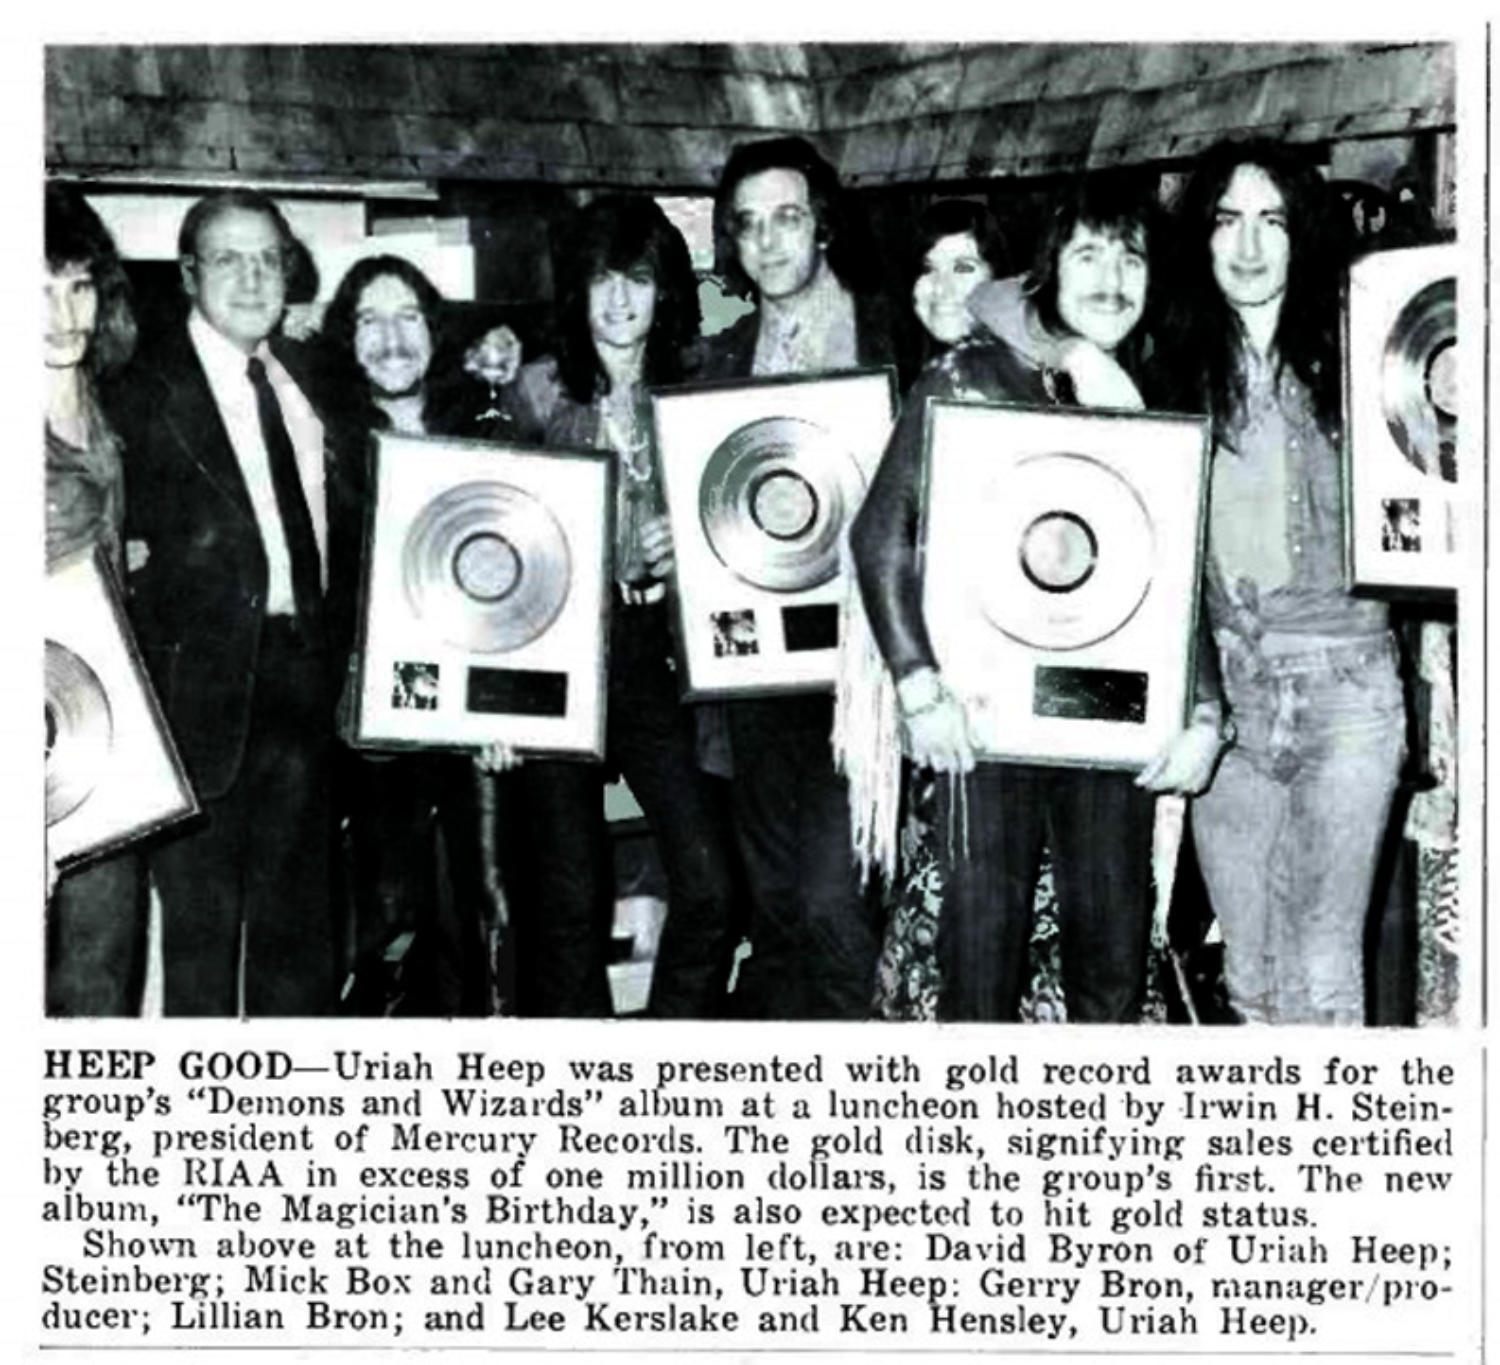 HEEP GOOD—Uriah Heep was presented with gold record awards for the
group's “Demons and Wizards” album at a luncheon hosted by Irwin H. Stein-
berg, president of Mercury Records. The gold disk, signifying sales certified
by the RIAA in excess of one million dollars, is the group's first. The new
album, “The Magician's Birthday,” is also expected to hit gold status.
Shown above at the luncheon, from left, are: David Byron of Uriah Heep;
Steinberg; Mick Box and Gary Thain, Uriah Heep: Gerry Bron, manager/pro-
ducer; Lillian Bron; and Lee Kerslake and Ken Hensley, Uriah Heep.